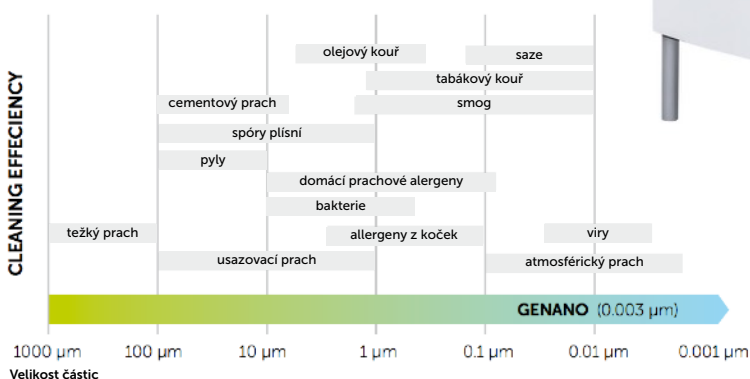 CLEANING EFFECIENCY
olejový kouř
saze
tabákový kouř
cementový prach
smog
spóry plísní
pyly
domácí prachové alergeny
bakterie
těžký prach
allergeny z koček
viry
usazovací prach
atmosférický prach
GENANO (0.003 µm)
1000 µm 100 µm 10 µm 1 µm 0.1 µm 0.01 µm 0.001 µm
Velikost částic